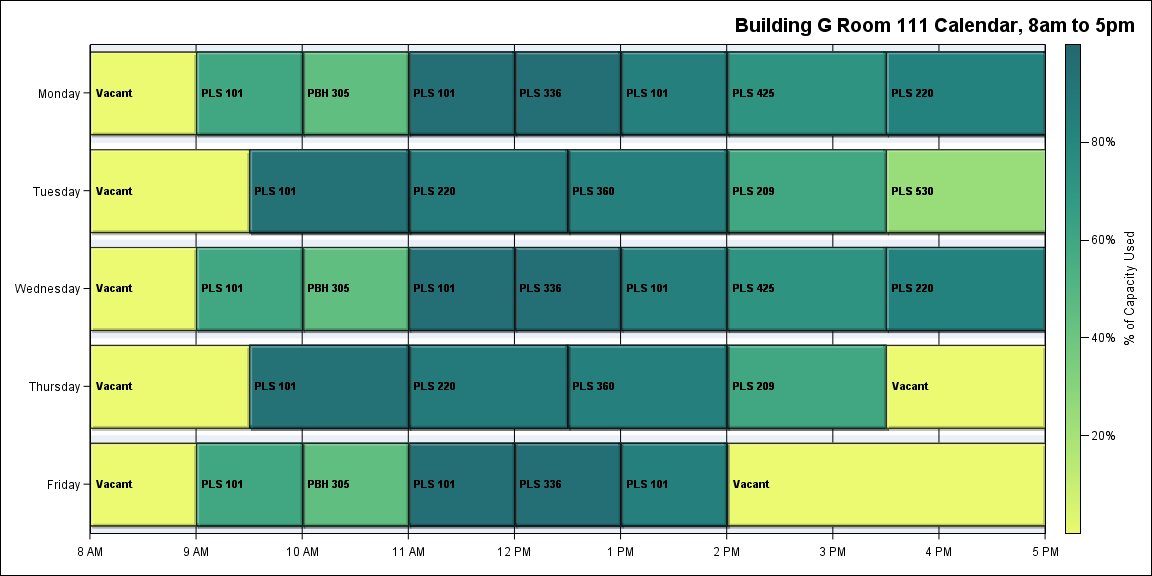 Building G Room 111 Calendar, 8am to 5pm
Monday
Vacant
PLS 101
PBH 305
PLS 101
PLS 336
PLS 101
PLS 425
PLS 220
Tuesday
Vacant
PLS 101
PLS 220
PLS 360
PLS 209
PLS 530
Wednesday
Vacant
PLS 101
PBH 305
PLS 101
PLS 336
PLS 101
PLS 425
PLS 220
Thursday
Vacant
PLS 101
PLS 220
PLS 360
PLS 209
Vacant
Friday
Vacant
PLS 101
PBH 305
PLS 101
PLS 336
PLS 101
Vacant
8 AM
9 AM
10 AM
11 AM
12 PM
1 PM
2 PM
3 PM
4 PM
5 PM
80%
60%
40%
20%
% of Capacity Used